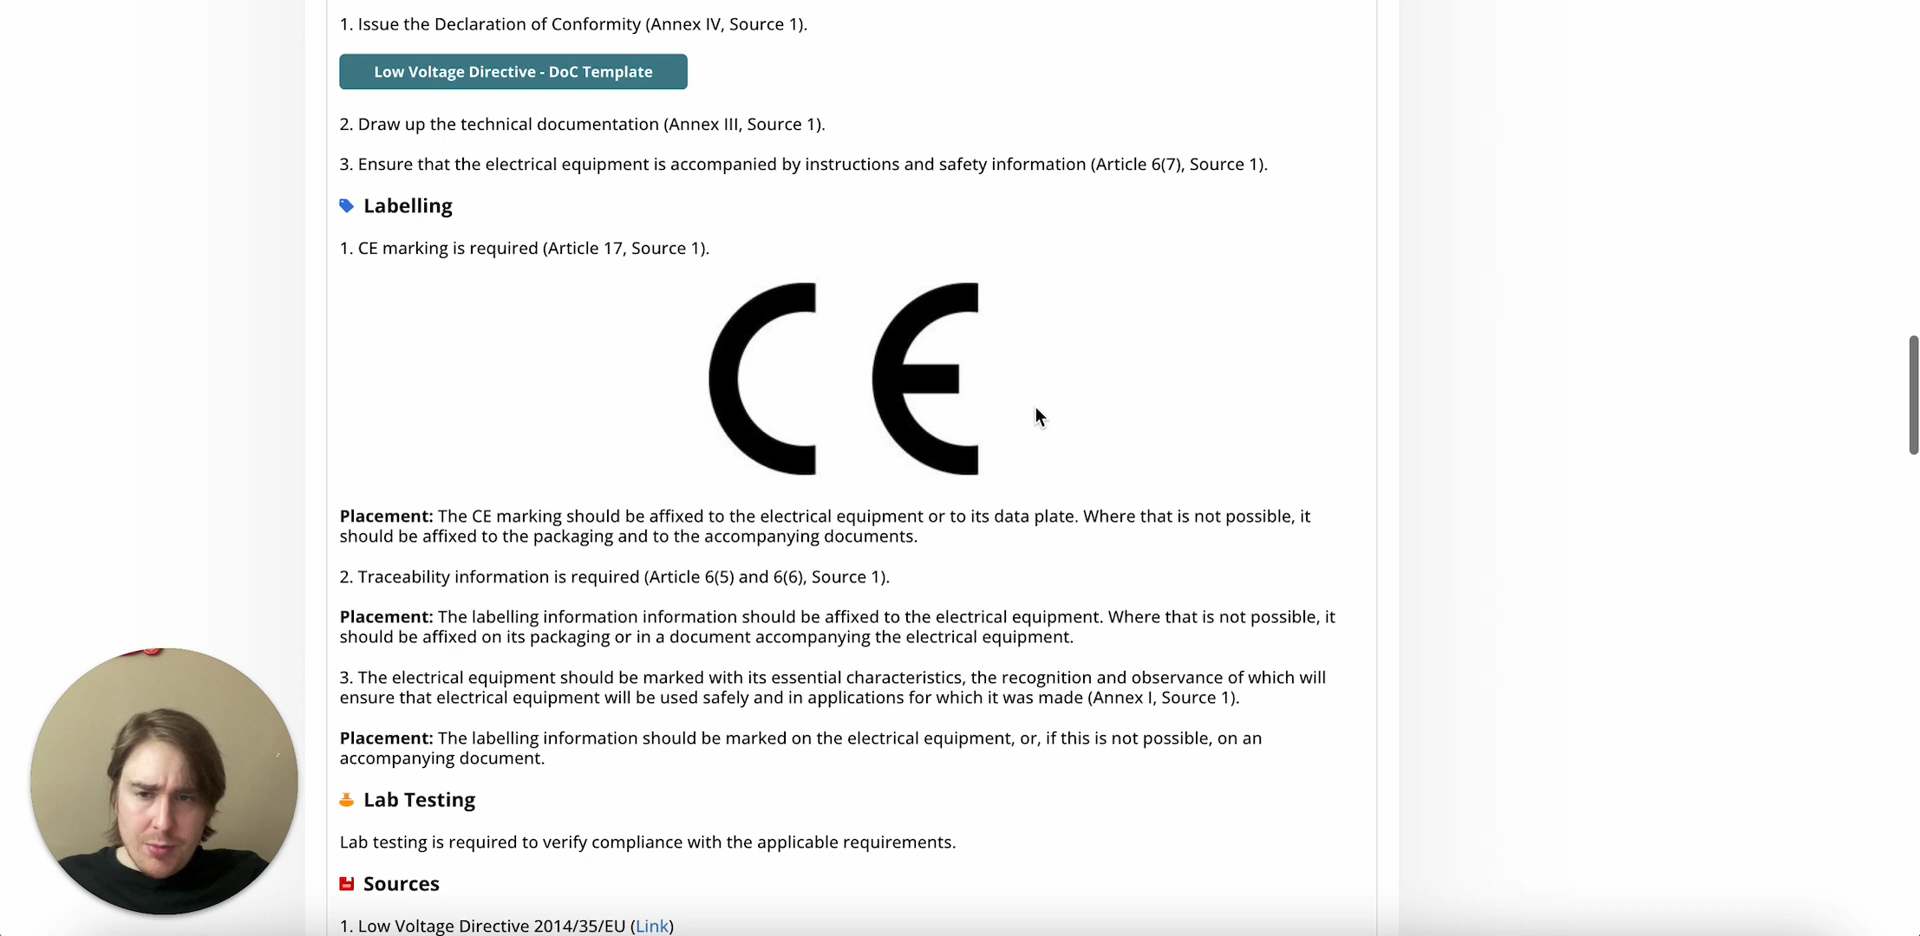 1. Issue the Declaration of Conformity (Annex IV, Source 1).
Low Voltage Directive - DoC Template
2. Draw up the technical documentation (Annex III, Source 1).
3. Ensure that the electrical equipment is accompanied by instructions and safety information (Article 6(7), Source 1).
Labelling
1. CE marking is required (Article 17, Source 1).
CE
Placement: The CE marking should be affixed to the electrical equipment or to its data plate. Where that is not possible, it
should be affixed to the packaging and to the accompanying documents.
2. Traceability information is required (Article 6(5) and 6(6), Source 1).
Placement: The labelling information information should be affixed to the electrical equipment. Where that is not possible, it
should be affixed on its packaging or in a document accompanying the electrical equipment.
3. The electrical equipment should be marked with its essential characteristics, the recognition and observance of which will
ensure that electrical equipment will be used safely and in applications for which it was made (Annex I, Source 1).
Placement: The labelling information should be marked on the electrical equipment, or, if this is not possible, on an
accompanying document.
Lab Testing
Lab testing is required to verify compliance with the applicable requirements.
Sources
1. Low Voltage Directive 2014/35/EU (Link)